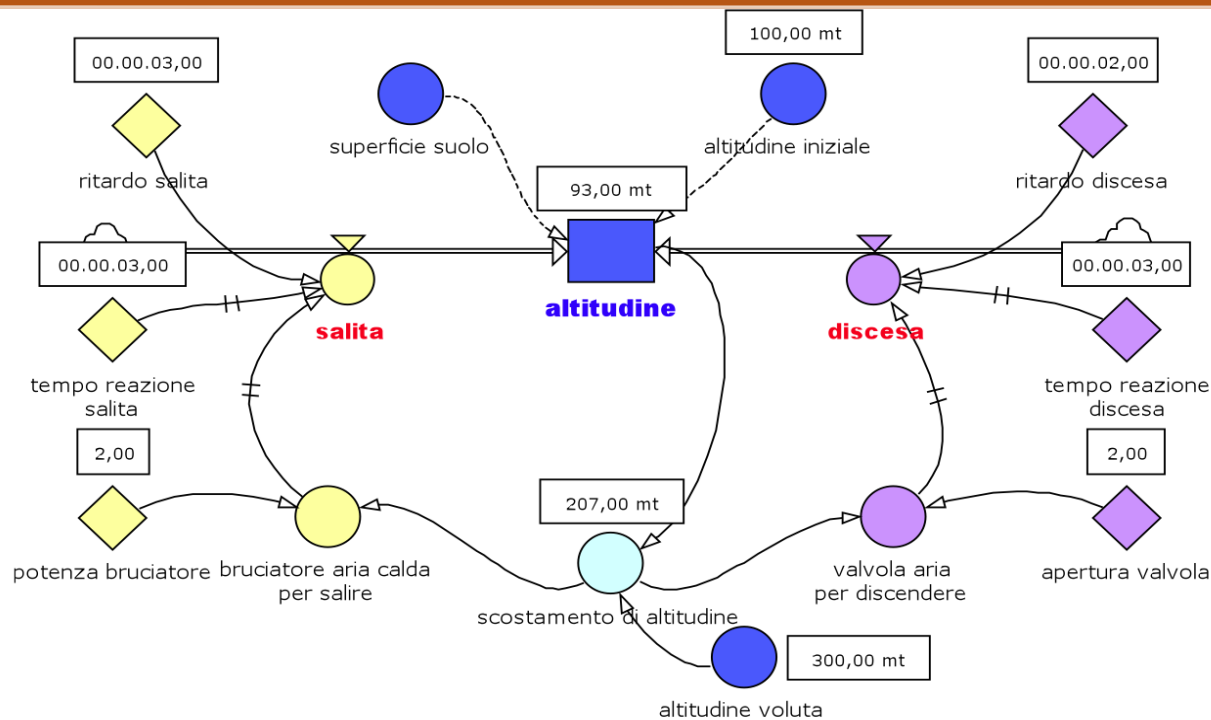 100,00 mt
00.00.03,00
00.00.02,00
superficie suolo
altitudine iniziale
ritardo salita
93,00 mt
ritardo discesa
00.00.03,00
00.00.03,00
altitudine
salita
discesa
tempo reazione
salita
tempo reazione
discesa
2,00
2,00
207,00 mt
potenza bruciatore
bruciatore aria calda
per salire
valvola aria
per discendere
apertura valvola
scostamento di altitudine
300,00 mt
altitudine voluta